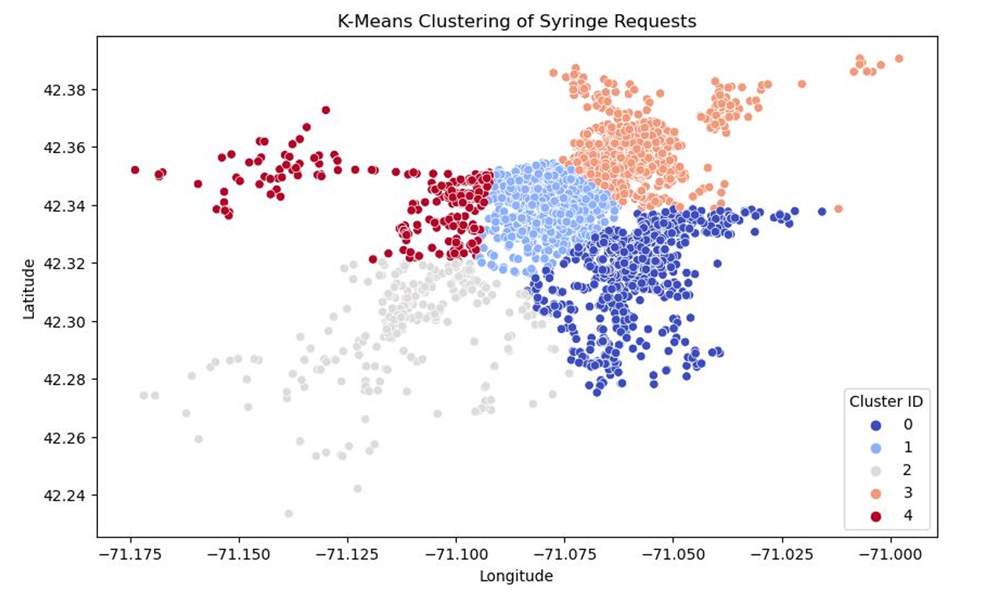 K-Means Clustering of Syringe Requests
42.38
42.36
42.34
42.32
42.30
42.28
42.26
42.24
Latitude
−71.175 −71.150 −71.125 −71.100 −71.075 −71.050 −71.025 −71.000
Longitude
Cluster ID
0
1
2
3
4